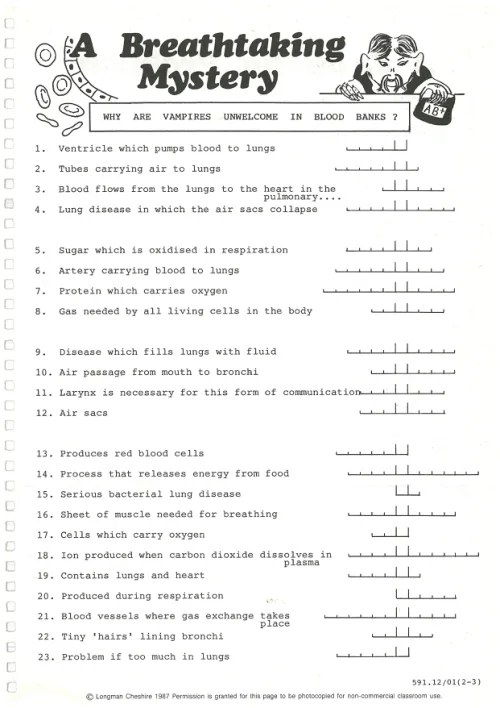 A Breathtaking
Mystery
AB+
WHY ARE VAMPIRES UNWELCOME IN BLOOD BANKS ?
1. Ventricle which pumps blood to lungs
2. Tubes carrying air to lungs
3. Blood flows from the lungs to the heart in the
pulmonary....
4. Lung disease in which the air sacs collapse
5. Sugar which is oxidised in respiration
6. Artery carrying blood to lungs
7. Protein which carries oxygen
8. Gas needed by all living cells in the body
9. Disease which fills lungs with fluid
10. Air passage from mouth to bronchi
11. Larynx is necessary for this form of communication
12. Air sacs
13. Produces red blood cells
14. Process that releases energy from food
15. Serious bacterial lung disease
16. Sheet of muscle needed for breathing
17. Cells which carry oxygen
18. Ion produced when carbon dioxide dissolves in
plasma
19. Contains lungs and heart
20. Produced during respiration
21. Blood vessels where gas exchange takes
place
22. Tiny 'hairs' lining bronchi
23. Problem if too much in lungs
591.12/01(2-3)
© Longman Cheshire 1987 Permission is granted for this page to be photocopied for non-commercial classroom use.